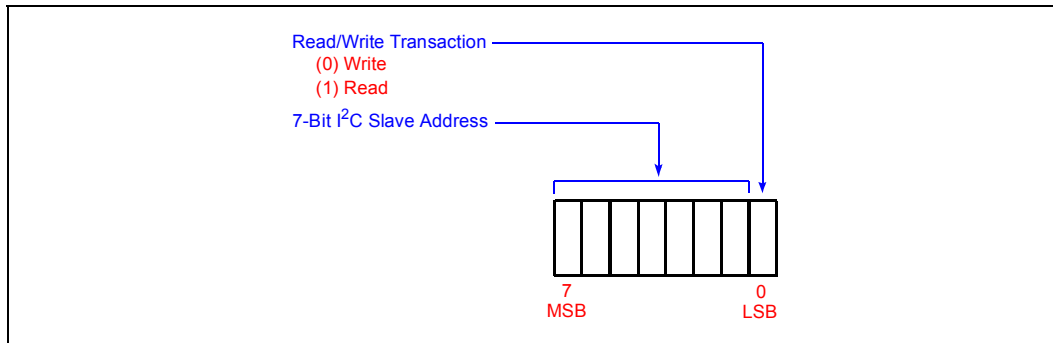 Read/Write Transaction
(0) Write
(1) Read
7-Bit I²C Slave Address
7 0
MSB LSB